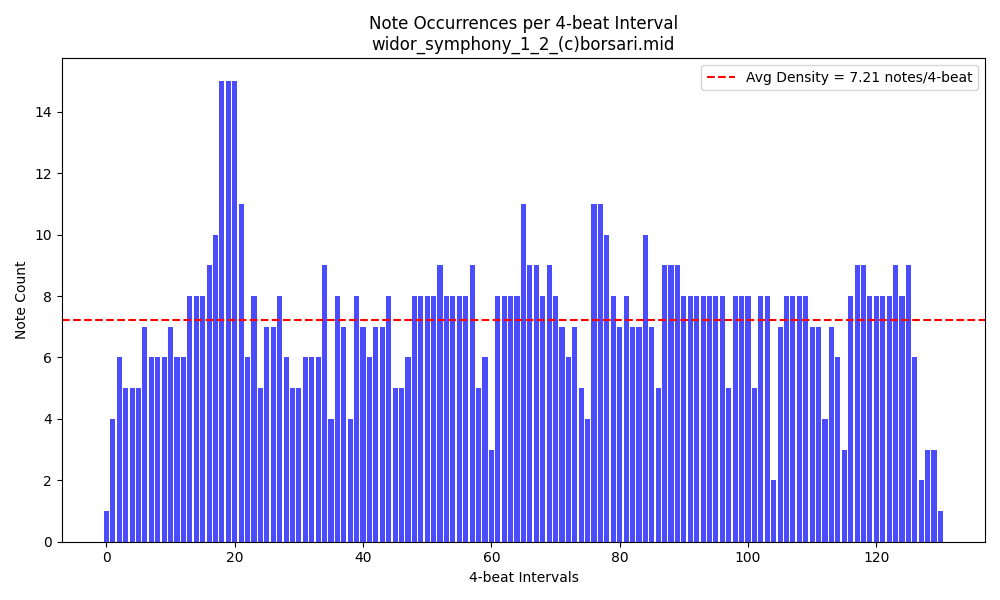 Note Occurrences per 4-beat Interval
widor_symphony_1_2_(c)borsari.mid
Avg Density = 7.21 notes/4-beat
Note Count
14
12
10
8
6
4
2
0
0 20 40 60 80 100 120
4-beat Intervals